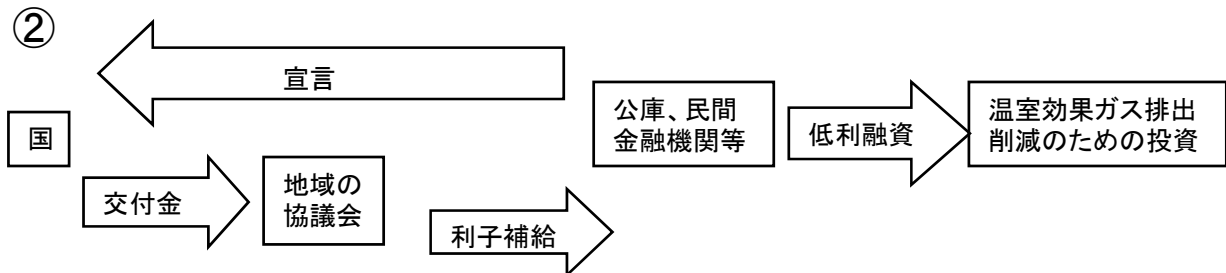 ②
宣言
国
公庫、民間
金融機関等
低利融資
温室効果ガス排出
削減のための投資
交付金
地域の
協議会
利子補給